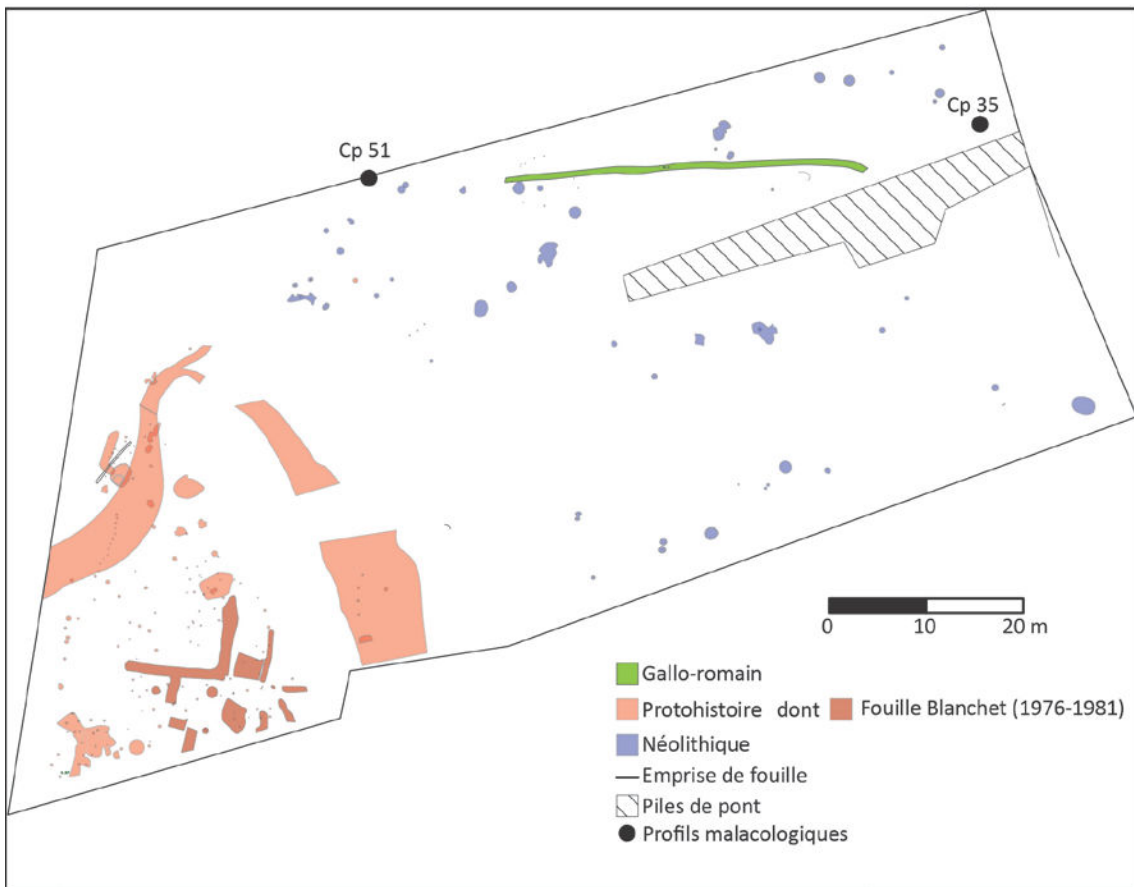 Cp 35
Cp 51
0 10 20 m
Gallo-romain
Protohistoire dont Fouille Blanchet (1976-1981)
Néolithique
Emprise de fouille
Piles de pont
Profils malacologiques